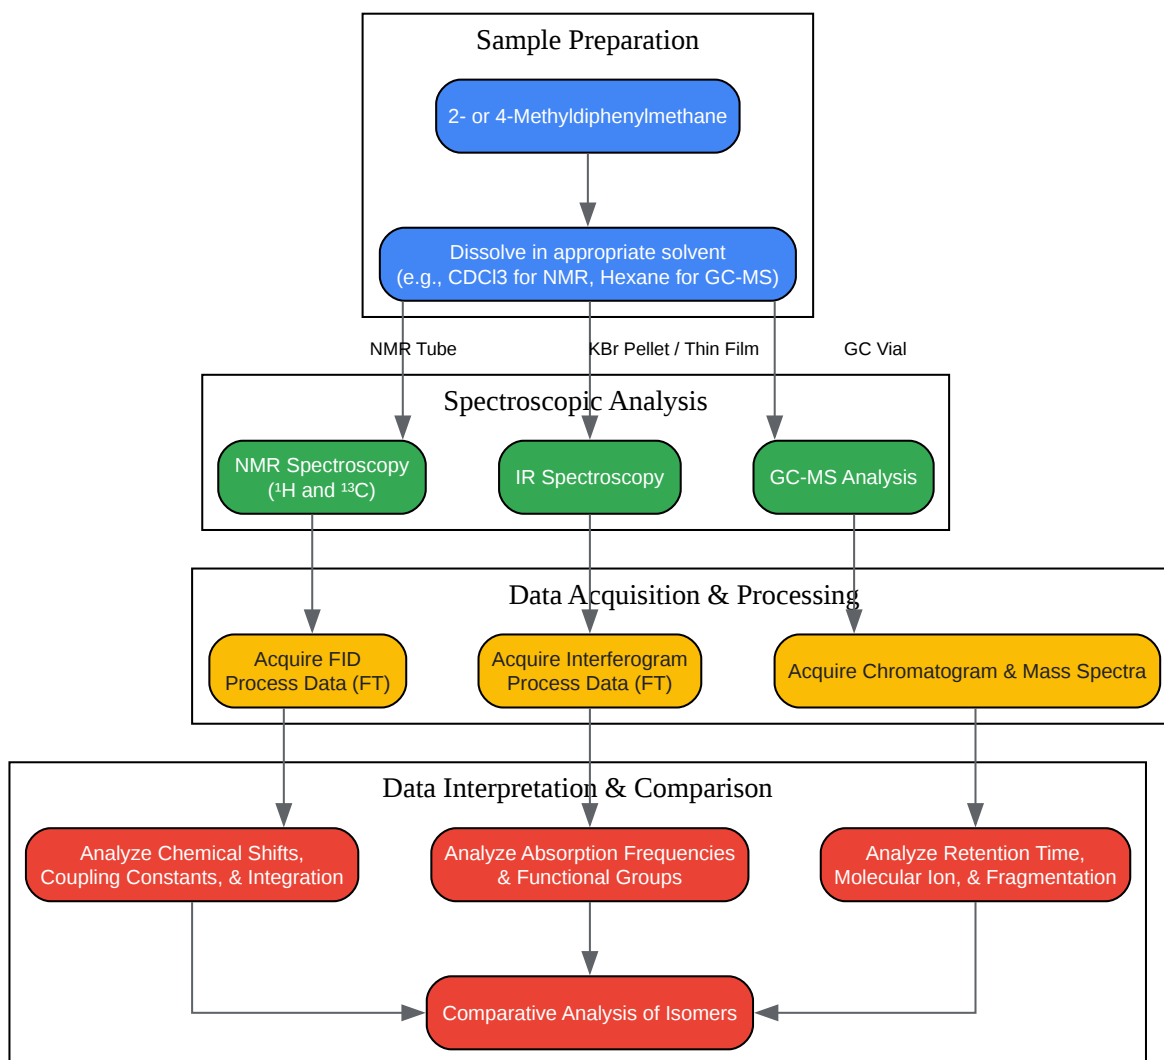 Sample Preparation
2- or 4-Methyldiphenylmethane
Dissolve in appropriate solvent
(e.g., CDCl3 for NMR, Hexane for GC-MS)
NMR Tube
KBr Pellet / Thin Film
GC Vial
Spectroscopic Analysis
NMR Spectroscopy
(¹H and ¹³C)
IR Spectroscopy
GC-MS Analysis
Data Acquisition & Processing
Acquire FID
Process Data (FT)
Acquire Interferogram
Process Data (FT)
Acquire Chromatogram & Mass Spectra
Data Interpretation & Comparison
Analyze Chemical Shifts,
Coupling Constants, & Integration
Analyze Absorption Frequencies
& Functional Groups
Analyze Retention Time,
Molecular Ion, & Fragmentation
Comparative Analysis of Isomers